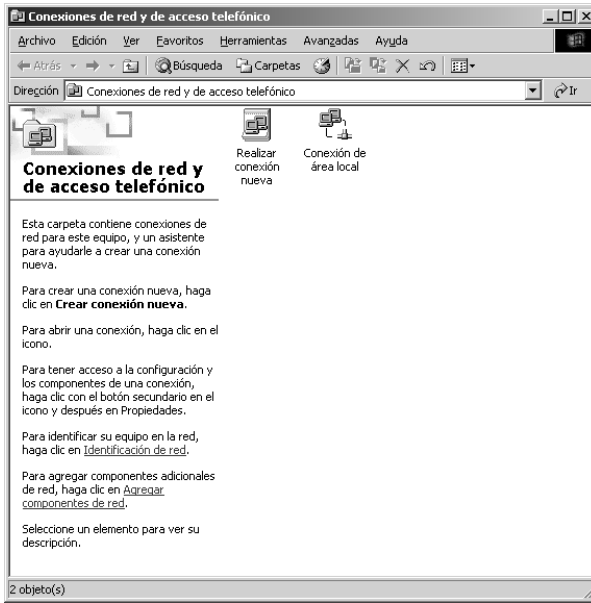 Conexiones de red y de acceso telefónico
Archivo Edición Ver Favoritos Herramientas Avanzadas Ayuda
Atrás Búsqueda Carpetas
Dirección Conexiones de red y de acceso telefónico Ir
Conexiones de red y
de acceso telefónico
Realizar
conexión
nueva
Conexión de
área local
Esta carpeta contiene conexiones de
red para este equipo, y un asistente
para ayudarle a crear una conexión
nueva.
Para crear una conexión nueva, haga
clic en Crear conexión nueva.
Para abrir una conexión, haga clic en el
icono.
Para tener acceso a la configuración y
los componentes de una conexión,
haga clic con el botón secundario en el
icono y después en Propiedades.
Para identificar su equipo en la red,
haga clic en Identificación de red.
Para agregar componentes adicionales
de red, haga clic en Agregar
componentes de red.
Seleccione un elemento para ver su
descripción.
2 objeto(s)